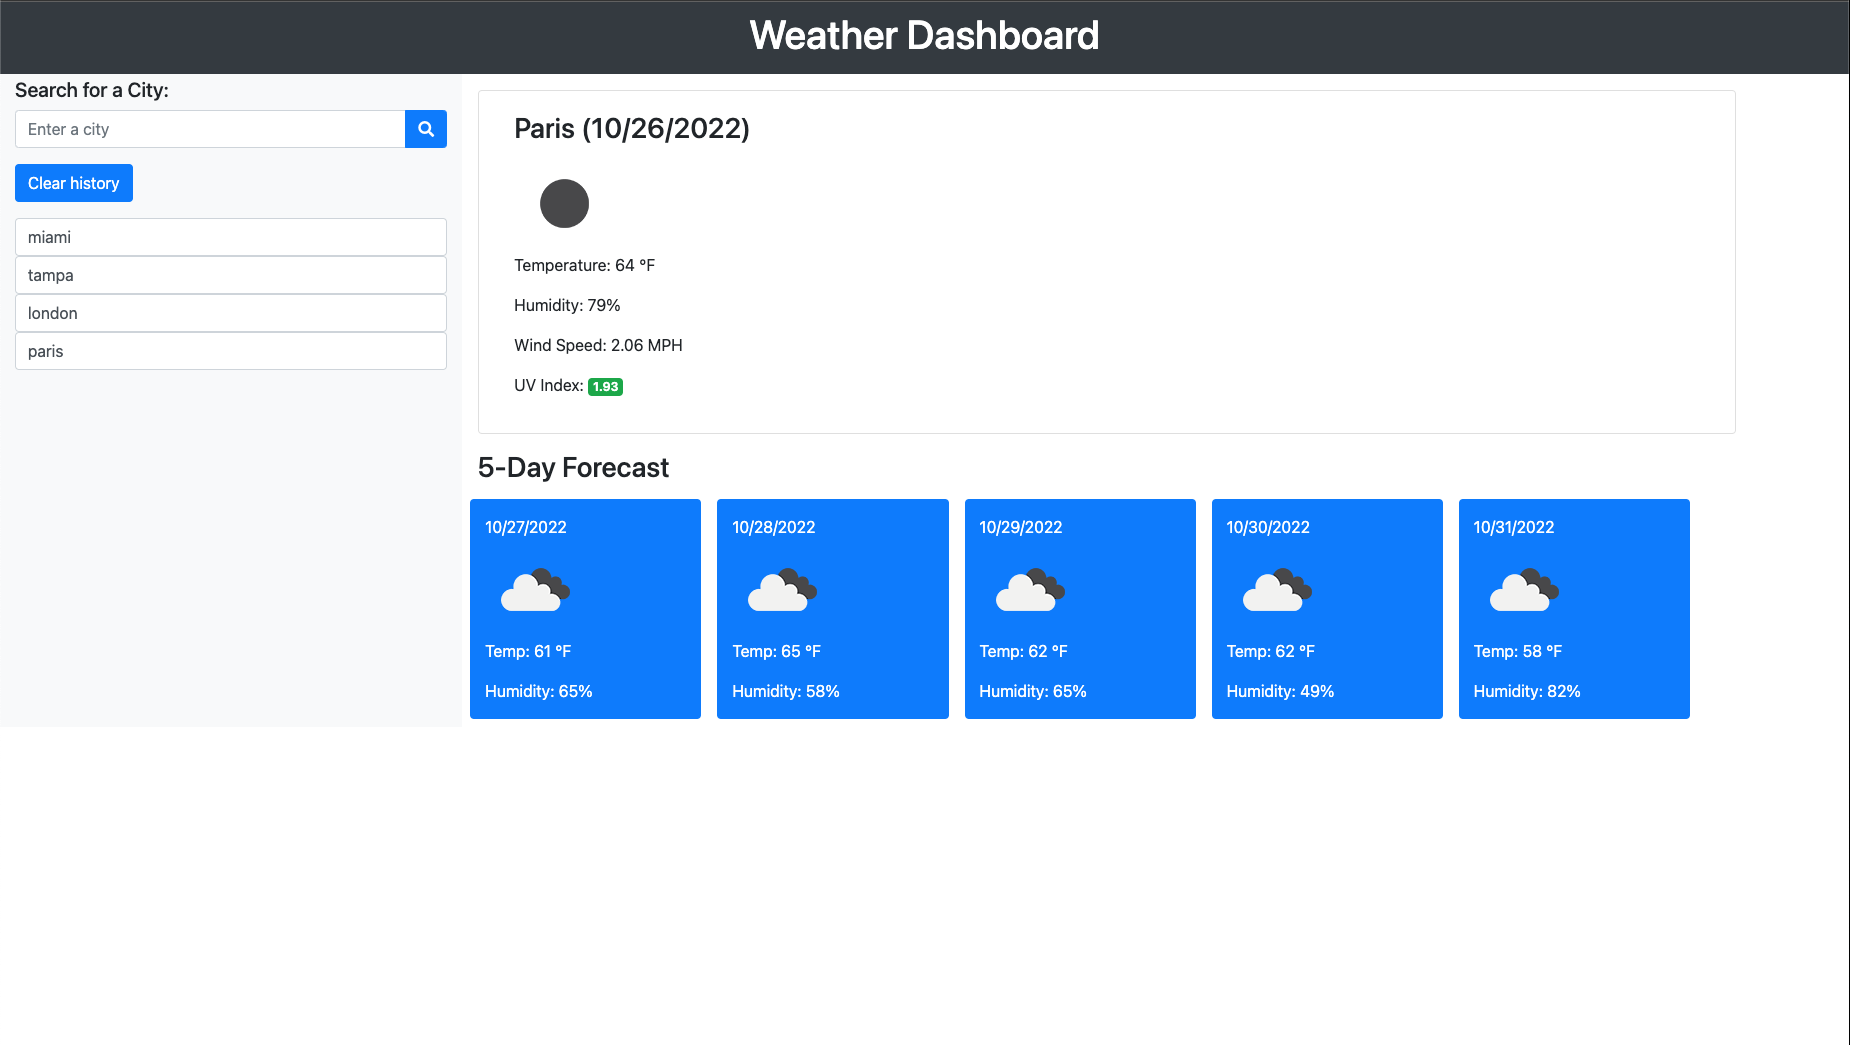 Weather Dashboard
Search for a City:
Enter a city
Clear history
miami
tampa
london
paris
Paris (10/26/2022)
Temperature: 64 °F
Humidity: 79%
Wind Speed: 2.06 MPH
UV Index: 1.93
5-Day Forecast
10/27/2022
Temp: 61 °F
Humidity: 65%
10/28/2022
Temp: 65 °F
Humidity: 58%
10/29/2022
Temp: 62 °F
Humidity: 65%
10/30/2022
Temp: 62 °F
Humidity: 49%
10/31/2022
Temp: 58 °F
Humidity: 82%